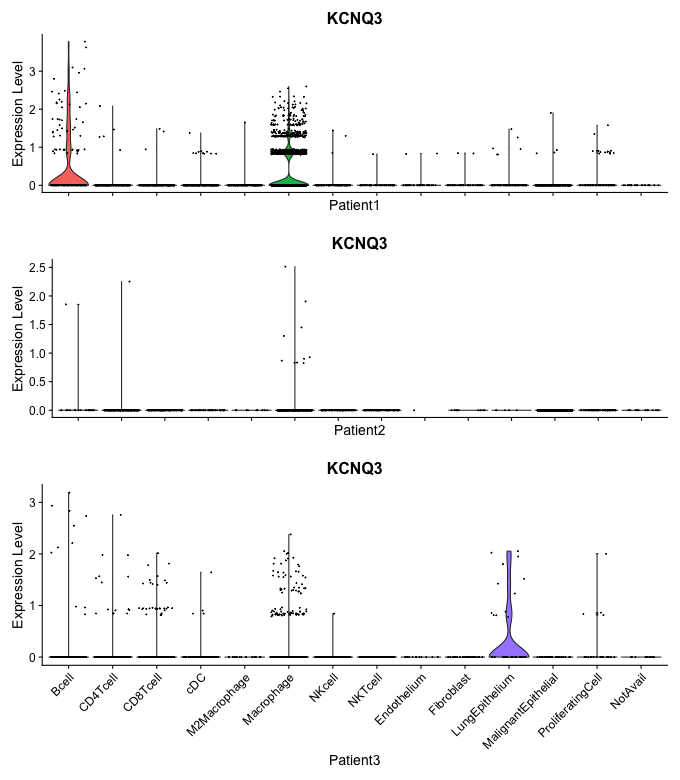 KCNQ3
Expression Level
3
2
1
0
Patient1
KCNQ3
Expression Level
2.5
2.0
1.5
1.0
0.5
0.0
Patient2
KCNQ3
Expression Level
3
2
1
0
Bcell
CD4Tcell
CD8Tcell
cDC
M2Macrophage
Macrophage
NKcell
NKTcell
Endothelium
Fibroblast
LungEpithelium
MalignantEpithelial
ProliferatingCell
NotAvail
Patient3